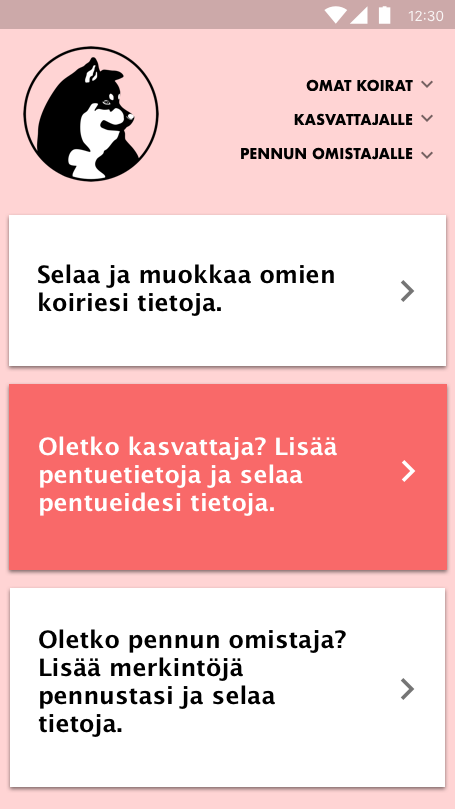 12:30
OMAT KOIRAT
KASVATTAJALLE
PENNUN OMISTAJALLE
Selaa ja muokkaa omien
koiriesi tietoja.
Oletko kasvattaja? Lisää
pentuetietoja ja selaa
pentueidesi tietoja.
Oletko pennun omistaja?
Lisää merkintöjä
pennustasi ja selaa
tietoja.